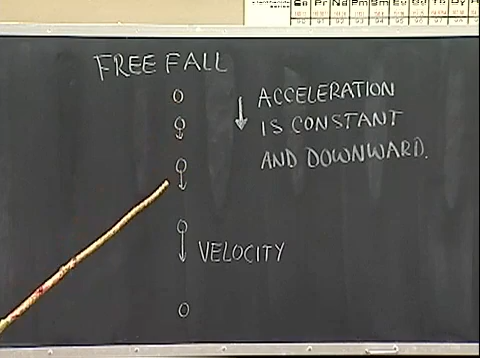 FREE FALL
ACCELERATION
IS CONSTANT
AND DOWNWARD.
VELOCITY